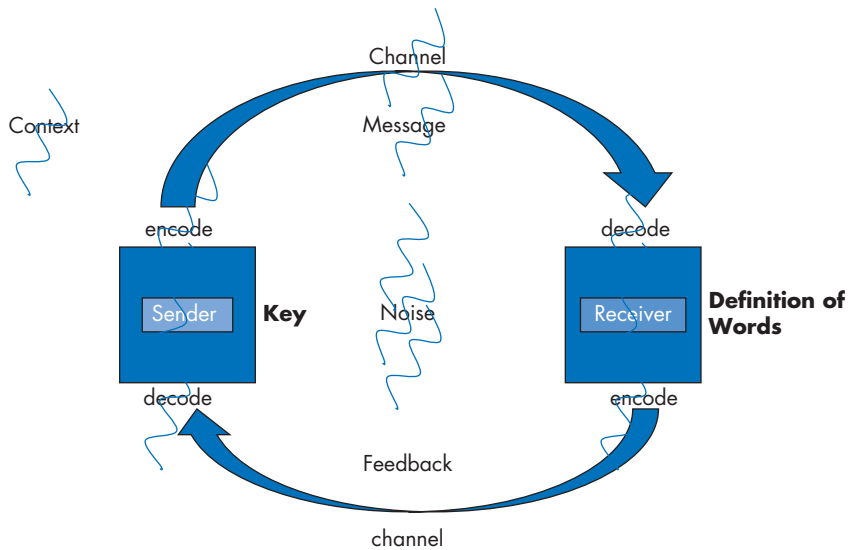 Channel
Context
Message
encode
decode
Sender
Key
Noise
Receiver
Definition of
Words
decode
encode
Feedback
channel